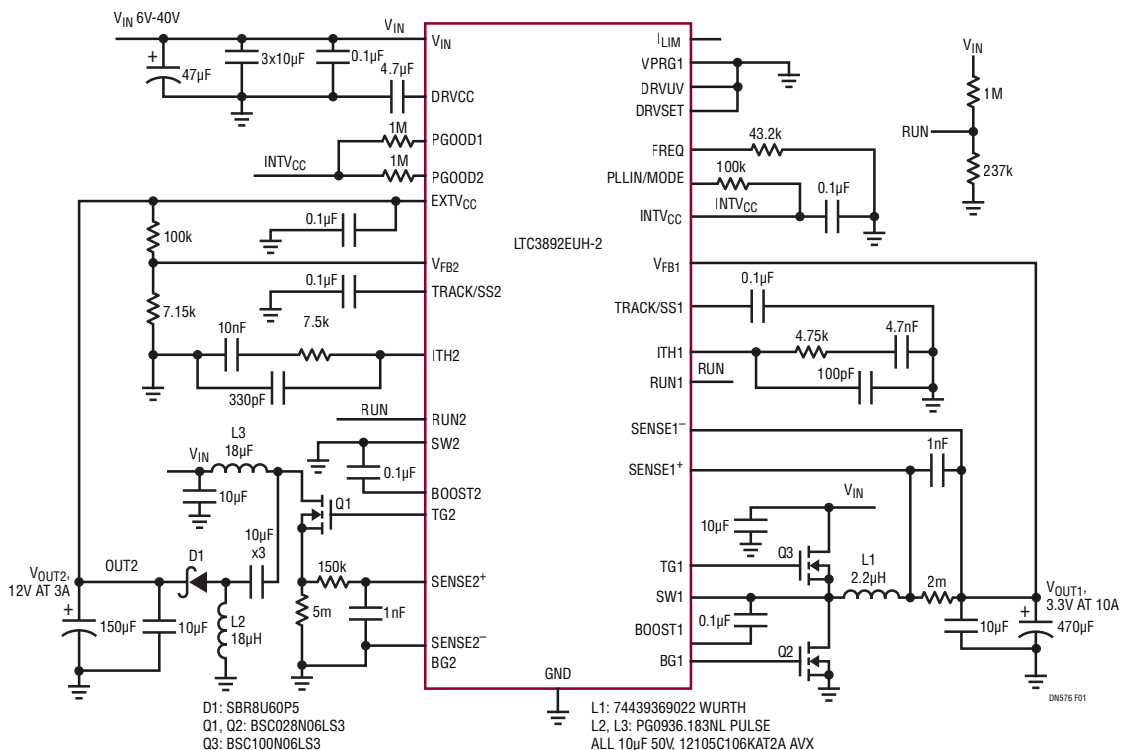 VIN 6V-40V
VIN
47µF
3x10µF
0.1µF
4.7µF
VIN
DRVCC
1M
PGOOD1
INTVCC
1M
PGOOD2
EXTVCC
0.1µF
100k
VFB2
0.1µF
TRACK/SS2
7.15k
10nF
7.5k
ITH2
330pF
RUN
RUN2
SW2
L3
18µF
VIN
0.1µF
10µF
BOOST2
Q1
TG2
10µF
x3
OUT2
D1
VOUT2,
12V AT 3A
150k
SENSE2+
150µF
10µF
L2
18µH
5m
1nF
SENSE2–
BG2
LTC3892EUH-2
GND
ILIM
VPRG1
DRVUV
DRVSET
FREQ
43.2k
PLLIN/MODE
100k
0.1µF
INTVCC
INTVCC
VIN
1M
RUN
237k
VFB1
0.1µF
TRACK/SS1
4.75k
4.7nF
ITH1
100pF
RUN
RUN1
SENSE1–
1nF
SENSE1+
VIN
10µF
Q3
TG1
L1
2.2µH
2m
SW1
VOUT1,
3.3V AT 10A
0.1µF
BOOST1
10µF
470µF
BG1
Q2
DN576 F01
D1: SBR8U60P5
Q1, Q2: BSC028N06LS3
Q3: BSC100N06LS3
L1: 74439369022 WURTH
L2, L3: PG0936.183NL PULSE
ALL 10µF 50V, 12105C106KAT2A AVX